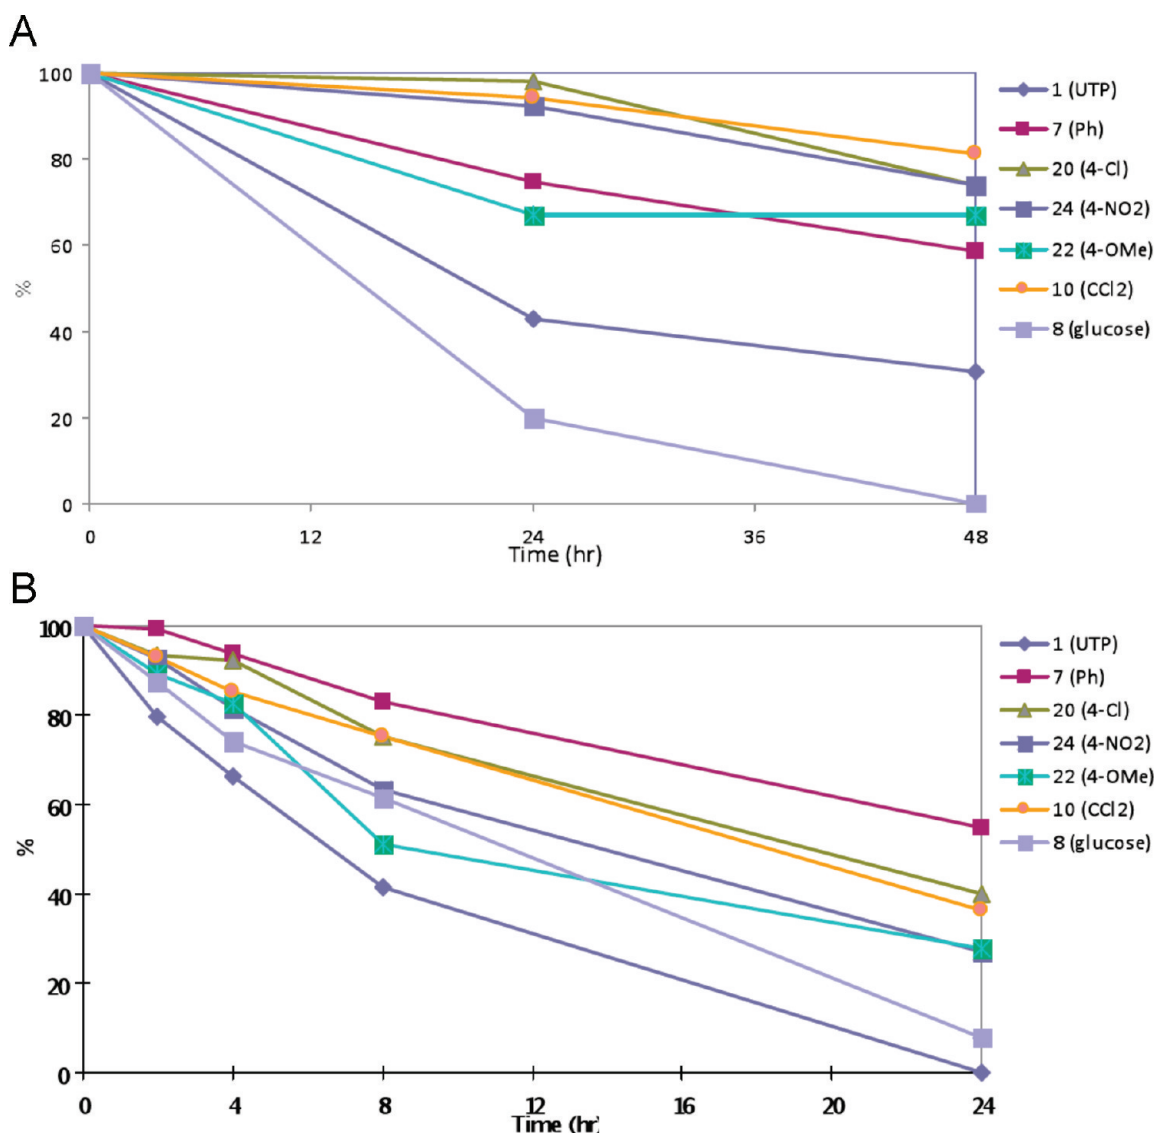 A
100
80
60
40
20
0
%
0 12 24 36 48
Time (hr)
1 (UTP)
7 (Ph)
20 (4-Cl)
24 (4-NO2)
22 (4-OMe)
10 (CCl2)
8 (glucose)
B
100
80
60
40
20
0
%
0 4 8 12 16 20 24
Time (hr)
1 (UTP)
7 (Ph)
20 (4-Cl)
24 (4-NO2)
22 (4-OMe)
10 (CCl2)
8 (glucose)